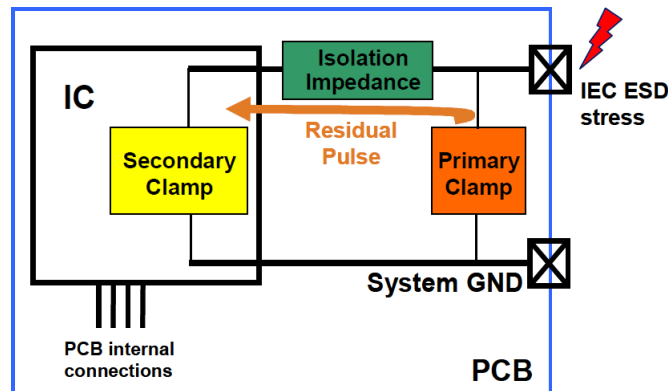 Isolation
Impedance
IC
IEC ESD
stress
Residual
Pulse
Secondary
Clamp
Primary
Clamp
System GND
PCB internal
connections
PCB